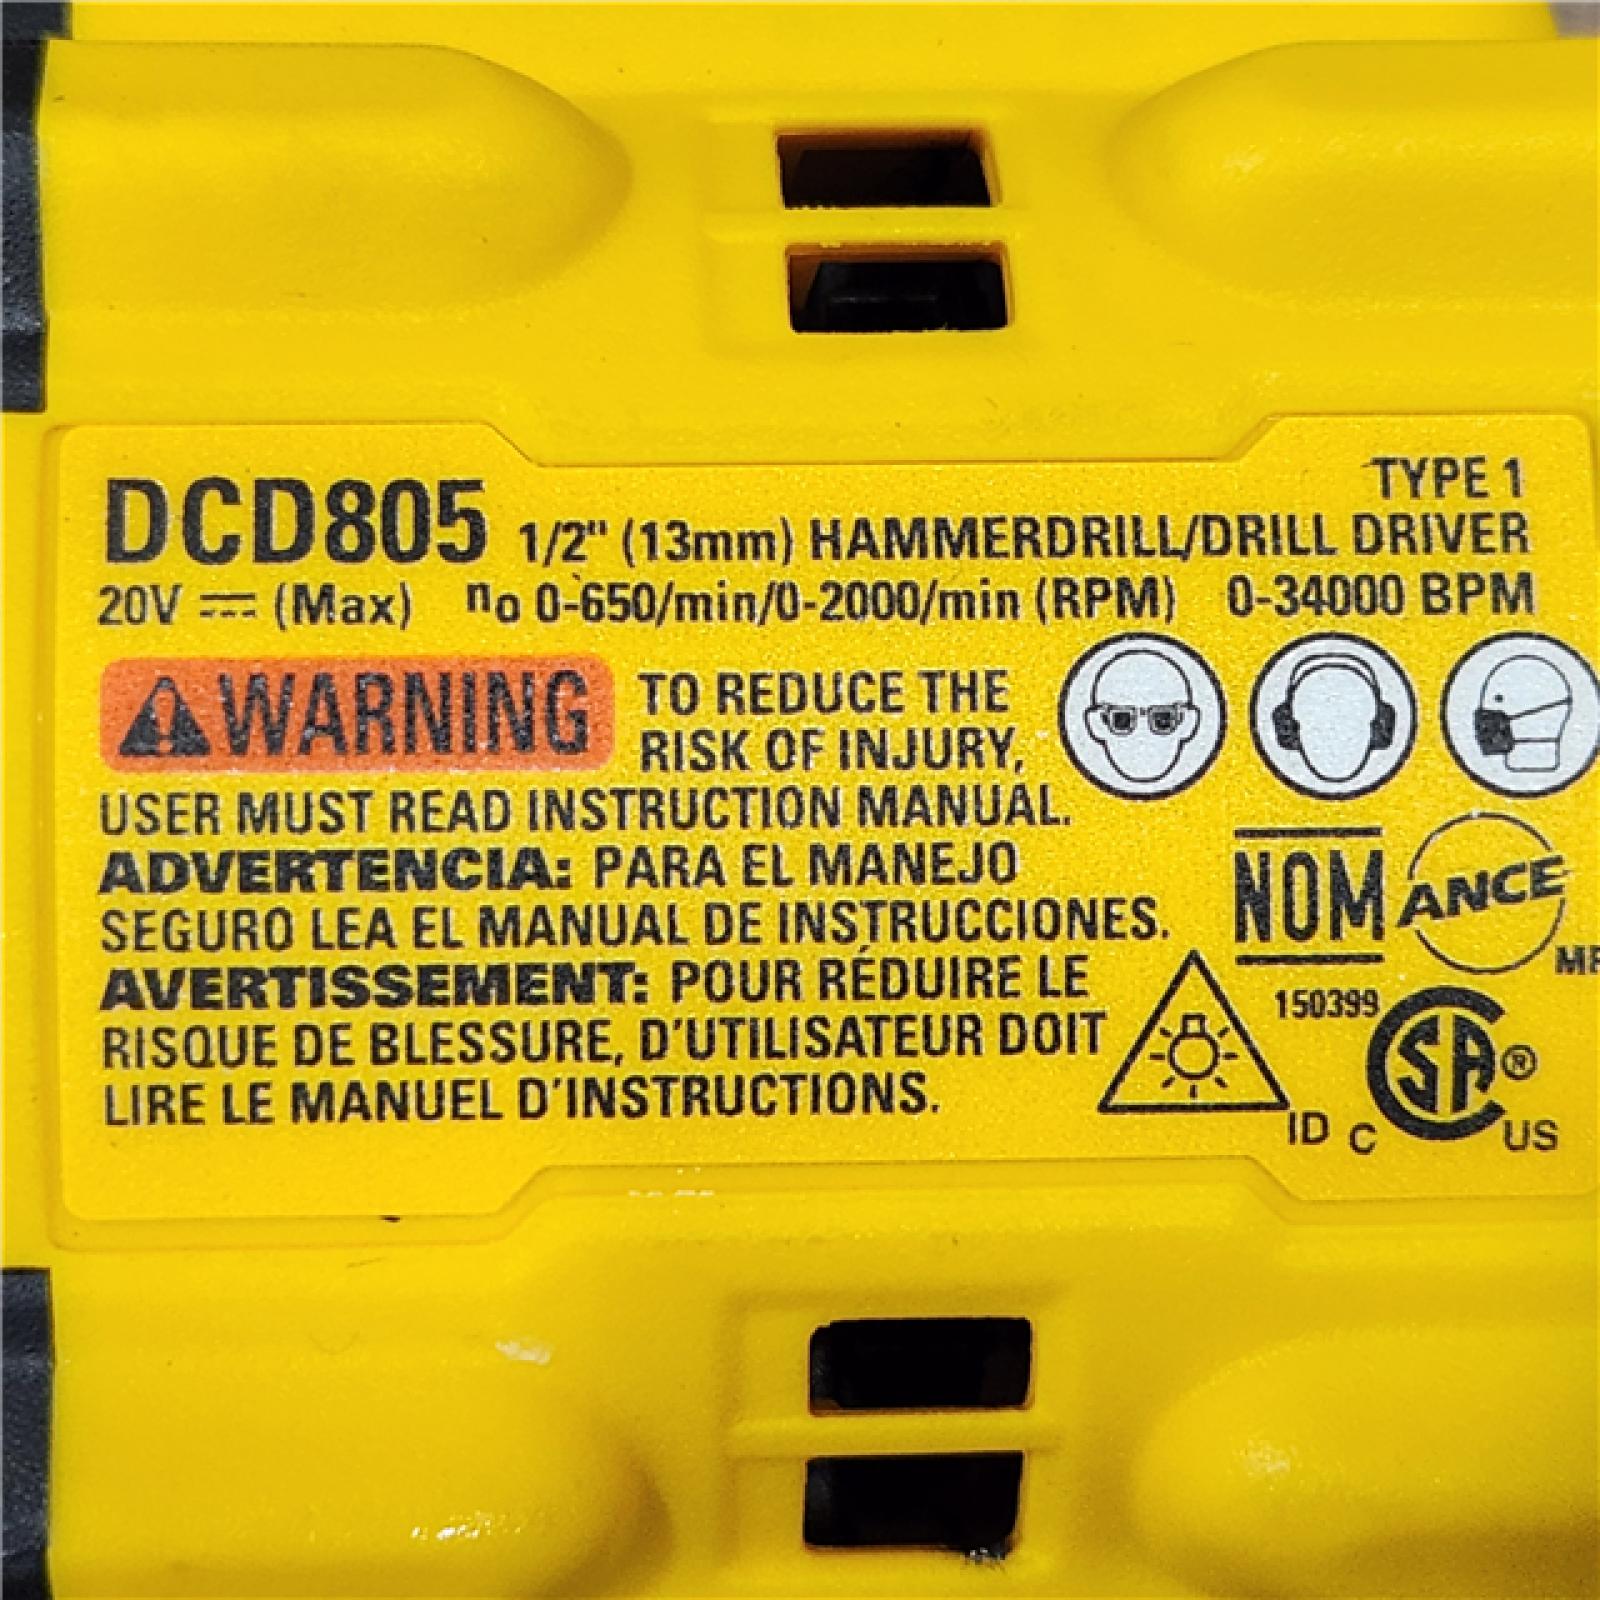 TYPE 1
DCD805 1/2" (13mm) HAMMERDRILL/DRILL DRIVER
20V ⎓ (Max) no 0-650/min/0-2000/min (RPM) 0-34000 BPM
WARNING TO REDUCE THE
RISK OF INJURY,
USER MUST READ INSTRUCTION MANUAL.
ADVERTENCIA: PARA EL MANEJO
SEGURO LEA EL MANUAL DE INSTRUCCIONES.
AVERTISSEMENT: POUR RÉDUIRE LE
RISQUE DE BLESSURE, D'UTILISATEUR DOIT
LIRE LE MANUEL D'INSTRUCTIONS.
NOM ANCE
150399
ID C SA® US